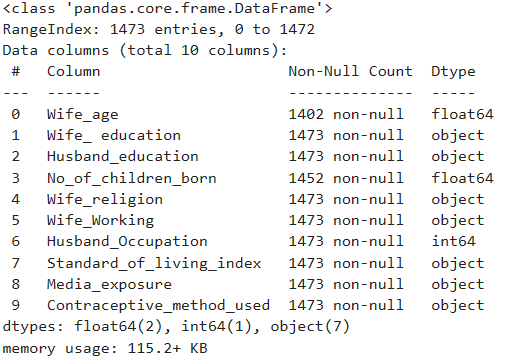 <class 'pandas.core.frame.DataFrame'>
RangeIndex: 1473 entries, 0 to 1472
Data columns (total 10 columns):
 #   Column                     Non-Null Count  Dtype
---  ------                     --------------  -----
 0   Wife_age                   1402 non-null   float64
 1   Wife_ education            1473 non-null   object
 2   Husband_education          1473 non-null   object
 3   No_of_children_born        1452 non-null   float64
 4   Wife_religion              1473 non-null   object
 5   Wife_Working               1473 non-null   object
 6   Husband_Occupation         1473 non-null   int64
 7   Standard_of_living_index   1473 non-null   object
 8   Media_exposure             1473 non-null   object
 9   Contraceptive_method_used  1473 non-null   object
dtypes: float64(2), int64(1), object(7)
memory usage: 115.2+ KB